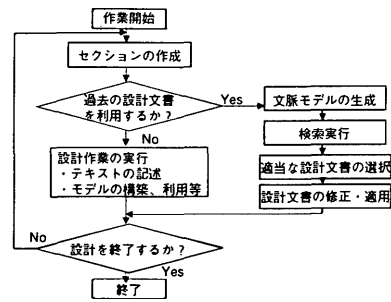 作業開始
セクションの作成
過去の設計文書
を利用するか？
Yes
文脈モデルの生成
検索実行
No
設計作業の実行
・テキストの記述
・モデルの構築、利用等
適当な設計文書の選択
設計文書の修正・適用
No
設計を終了するか？
Yes
終了